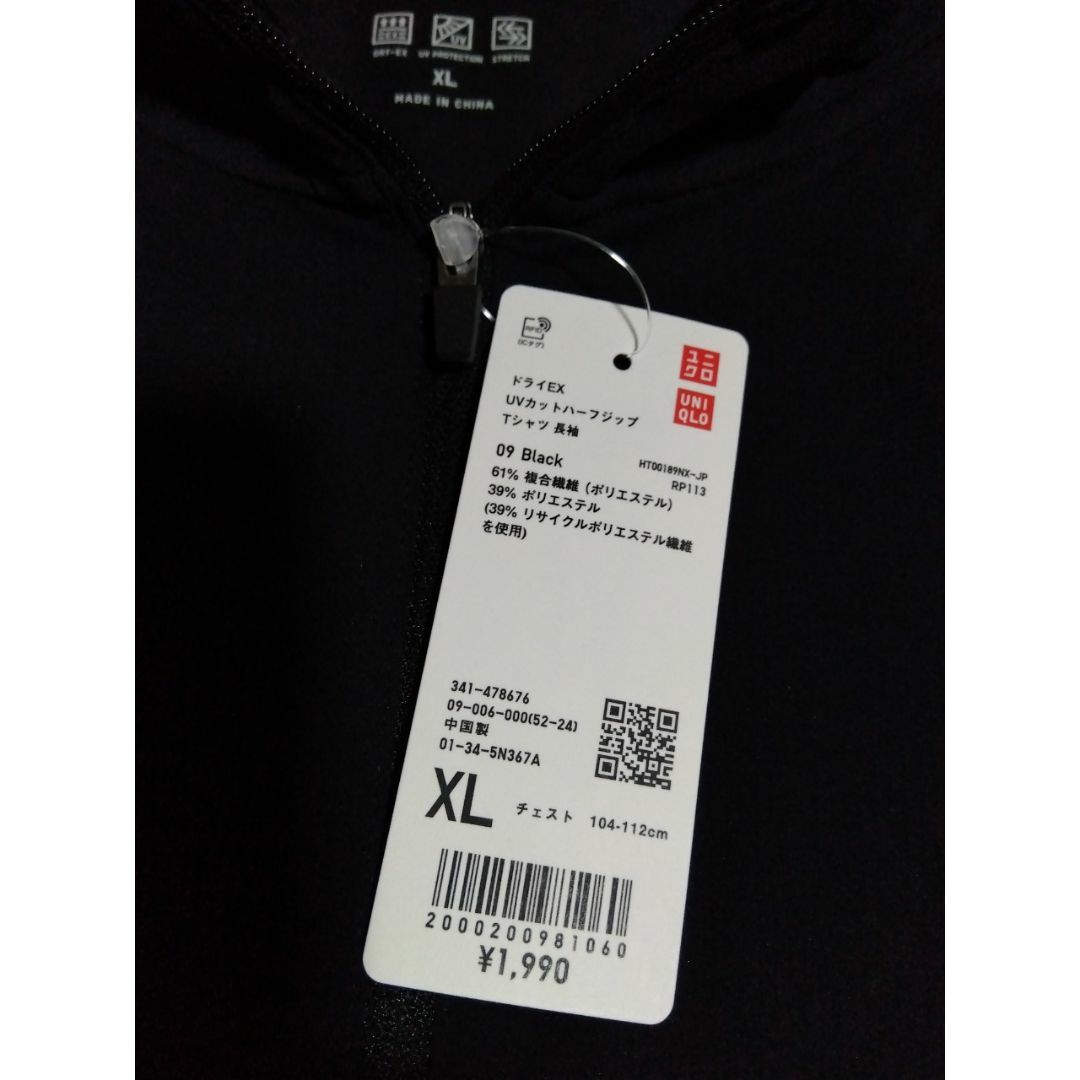 DRY-EX UV PROTECTION STRETCH
XL
MADE IN CHINA
RFID
(ICタグ)
ユニ
クロ
UNI
QLO
ドライEX
UVカットハーフジップ
Tシャツ 長袖
09 Black
HT00189NX-JP
RP113
61% 複合繊維 (ポリエステル)
39% ポリエステル
(39% リサイクルポリエステル繊維
を使用)
341-478676
09-006-000(52-24)
中国製
01-34-5N367A
XL チェスト 104-112cm
2000200981060
¥1,990